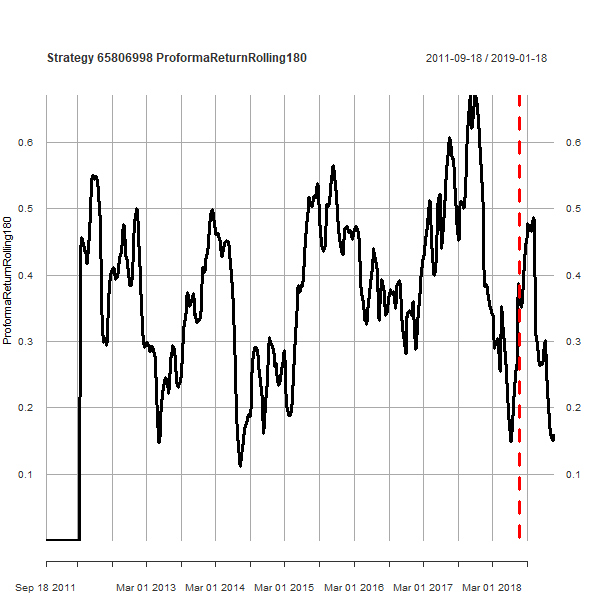 Strategy 65806998 ProformaReturnRolling180
2011-09-18 / 2019-01-18
0.6 0.6
0.5 0.5
0.4 0.4
0.3 0.3
0.2 0.2
0.1 0.1
ProformaReturnRolling180
Sep 18 2011 Mar 01 2013 Mar 01 2014 Mar 01 2015 Mar 01 2016 Mar 01 2017 Mar 01 2018